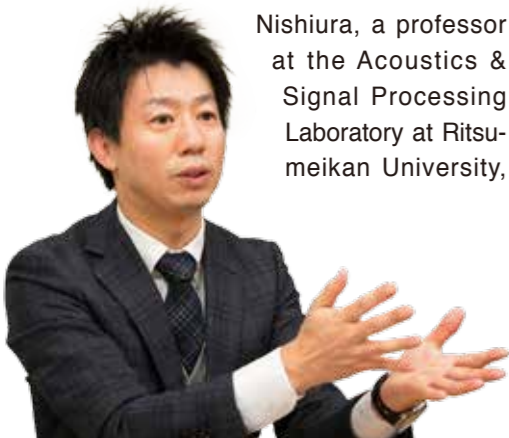 Nishiura, a professor
at the Acoustics &
Signal Processing
Laboratory at Ritsu-
meikan University,